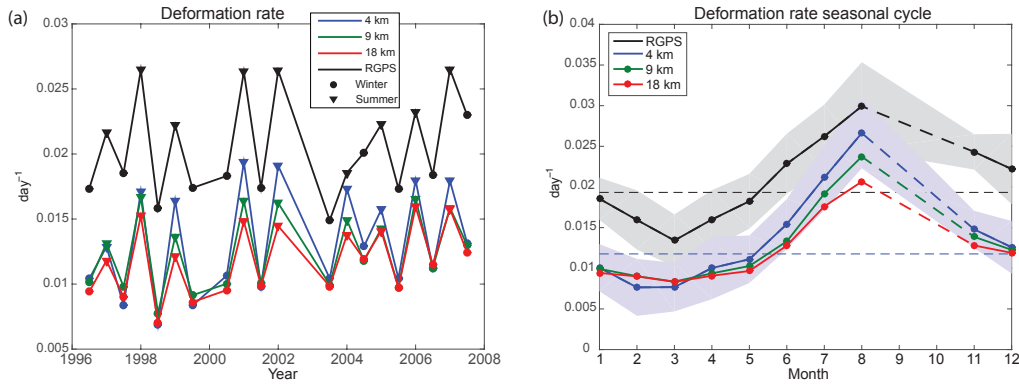 (a)
Deformation rate
0.03
0.025
0.02
0.015
0.01
0.005
day⁻¹
4 km
9 km
18 km
RGPS
Winter
Summer
1996 1998 2000 2002 2004 2006 2008
Year
(b)
Deformation rate seasonal cycle
0.04
0.035
0.03
0.025
0.02
0.015
0.01
0.005
0
day⁻¹
RGPS
4 km
9 km
18 km
1 2 3 4 5 6 7 8 9 10 11 12
Month